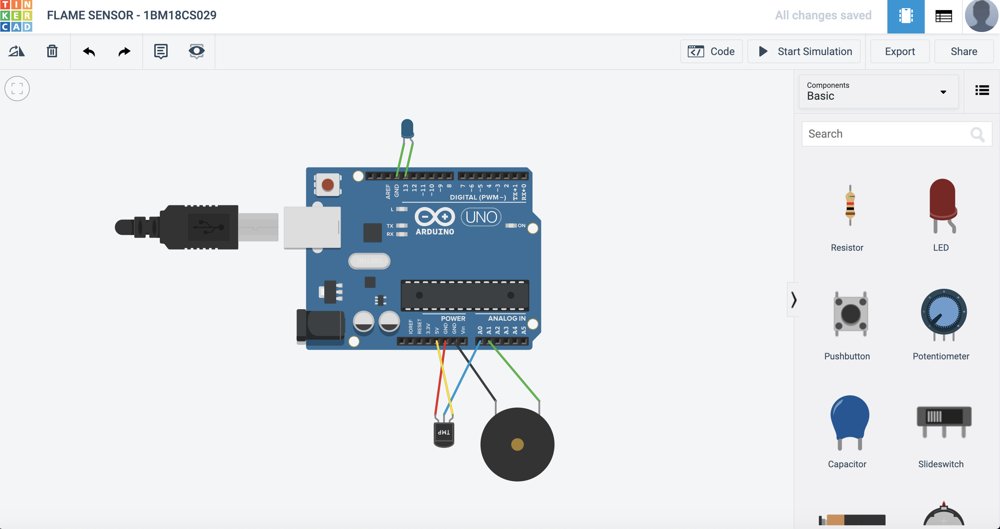 TINKERCAD
FLAME SENSOR - 1BM18CS029
All changes saved
Code
Start Simulation
Export
Share
Components
Basic
Search
AREF
GND
13
12
~11
~10
~9
8
7
~6
~5
4
~3
2
TX→1
RX←0
DIGITAL (PWM ~)
L
TX
RX
UNO
ON
ARDUINO
SPK16.000G
POWER
ANALOG IN
IOREF
RESET
3.3V
5V
GND
GND
Vin
A0
A1
A2
A3
A4
A5
TMP
Resistor
LED
Pushbutton
Potentiometer
Capacitor
Slideswitch